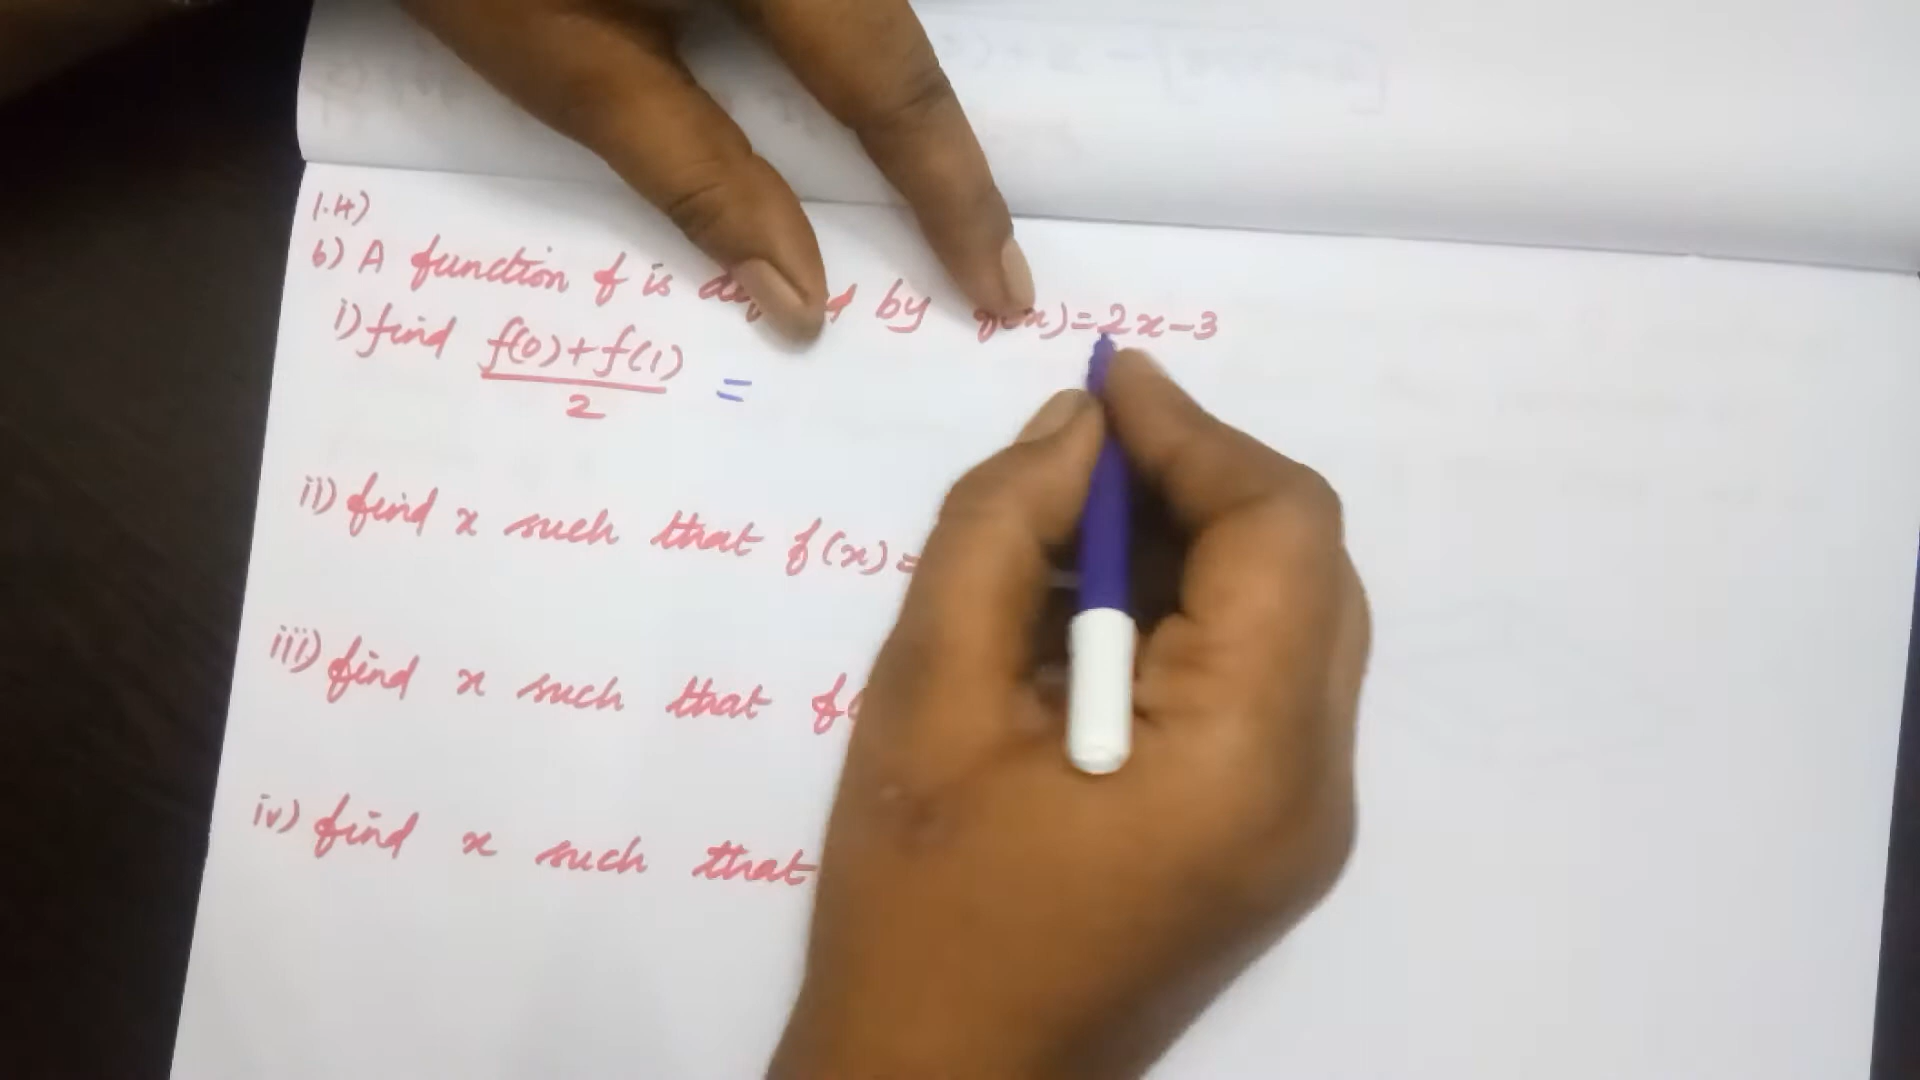 1.4)
b) A function f is by f(x)=2x-3
i) find f(0)+f(1)/2 =
ii) find x such that f(x)=
iii) find x such that f(
iv) find x such that